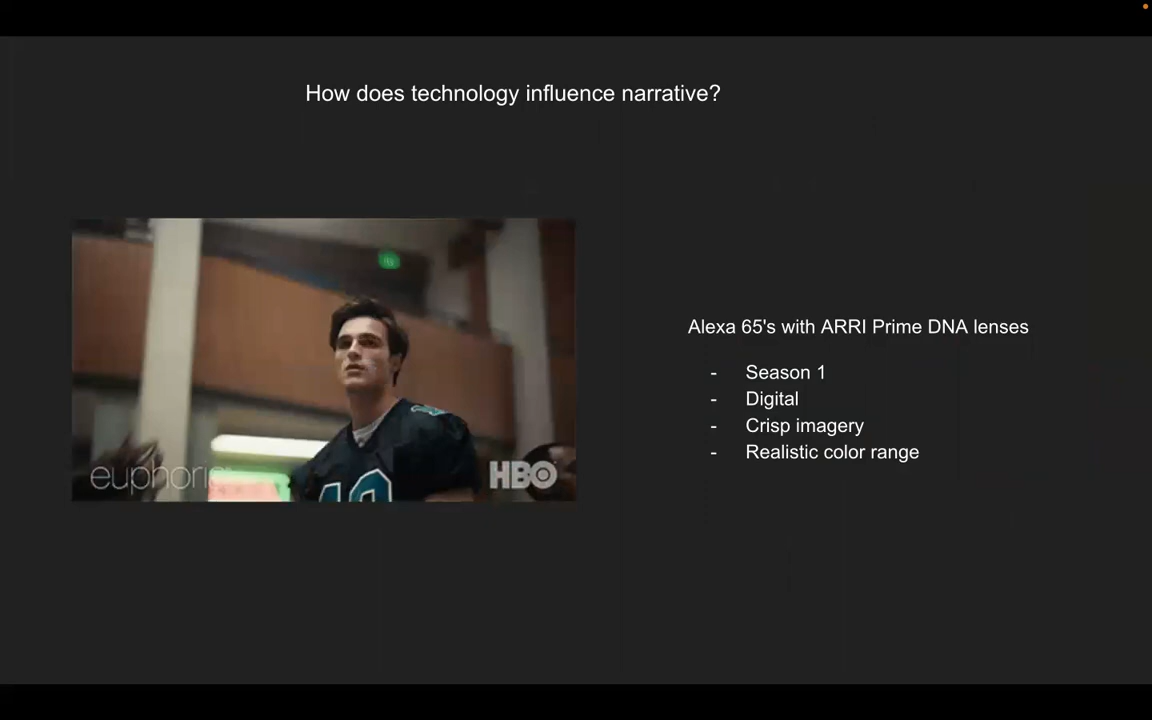 How does technology influence narrative?
Alexa 65's with ARRI Prime DNA lenses
- Season 1
- Digital
- Crisp imagery
- Realistic color range
euphoria
HBO